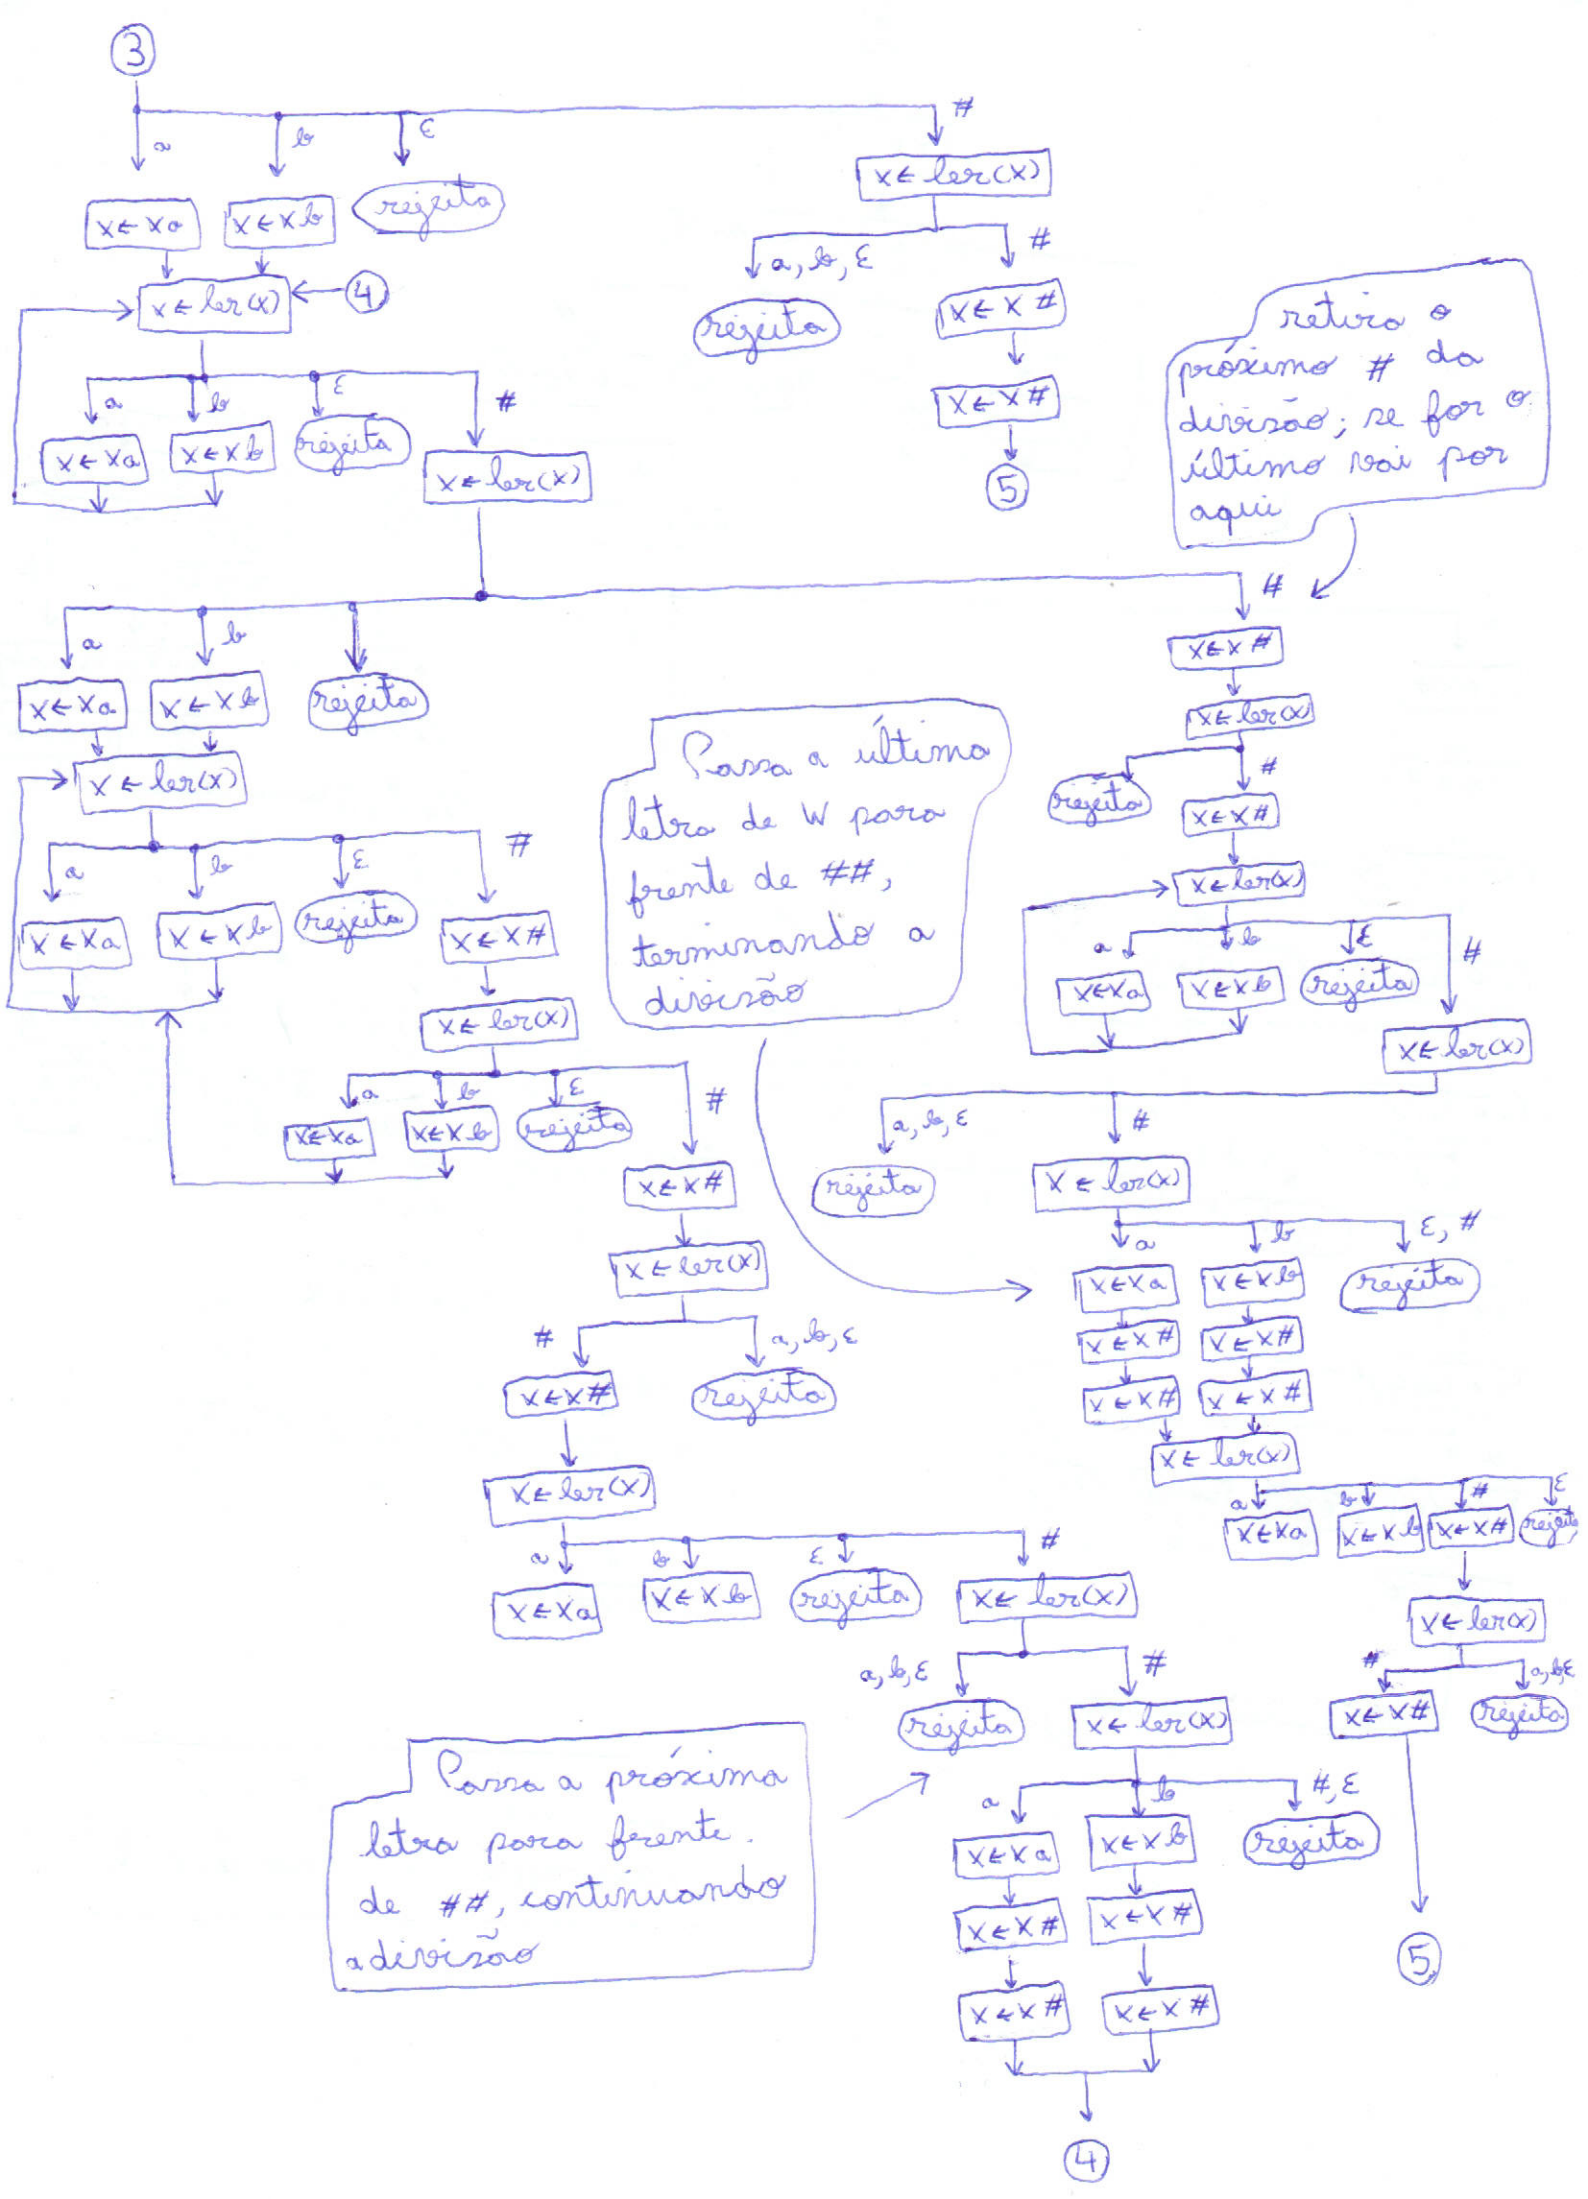 3
#
a
b
ε
x ← ler(x)
x ← xa
x ← xb
rejeita
a, b, ε
#
rejeita
x ← x #
x ← ler(x)
4
x ← x #
5
a
b
ε
#
x ← xa
x ← xb
rejeita
x ← ler(x)
retira o
próximo # da
divisão; se for o
último vai por
aqui
a
b
#
x ← xa
x ← xb
rejeita
x ← ler(x)
a
b
ε
#
x ← xa
x ← xb
rejeita
x ← x #
x ← ler(x)
a
b
ε
#
x ← xa
x ← xb
rejeita
x ← x #
x ← ler(x)
#
a, b, ε
x ← x #
rejeita
x ← ler(x)
a
b
ε
#
x ← xa
x ← xb
rejeita
x ← ler(x)
a, b, ε
#
rejeita
x ← ler(x)
a
b
#, ε
x ← xa
x ← xb
rejeita
x ← x #
x ← x #
x ← x #
x ← x #
4
Passa a última
letra de W para
frente de ##,
terminando a
divisão
Passa a próxima
letra para frente.
de ##, continuando
a divisão
x ← x #
x ← ler(x)
#
rejeita
x ← x #
x ← ler(x)
a
b
ε
#
x ← xa
x ← xb
rejeita
x ← ler(x)
a, b, ε
#
rejeita
x ← ler(x)
a
b
ε, #
x ← xa
x ← xb
rejeita
x ← x #
x ← x #
x ← x #
x ← x #
x ← ler(x)
a
b
#
ε
x ← xa
x ← xb
x ← x #
rejeita
x ← ler(x)
#
a, b, ε
x ← x #
rejeita
5